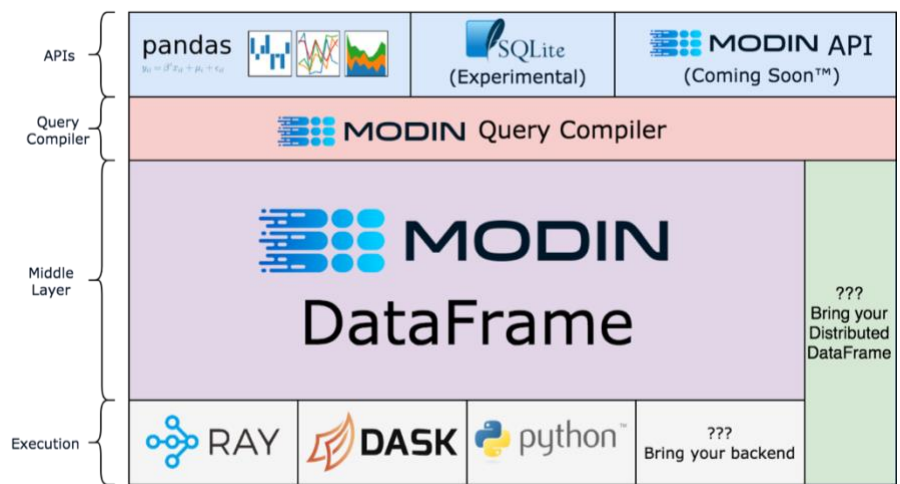 APIs
pandas
SQLite
(Experimental)
MODIN API
(Coming Soon™)
Query
Compiler
MODIN Query Compiler
Middle
Layer
MODIN
DataFrame
???
Bring your
Distributed
DataFrame
Execution
RAY
DASK
python™
???
Bring your backend